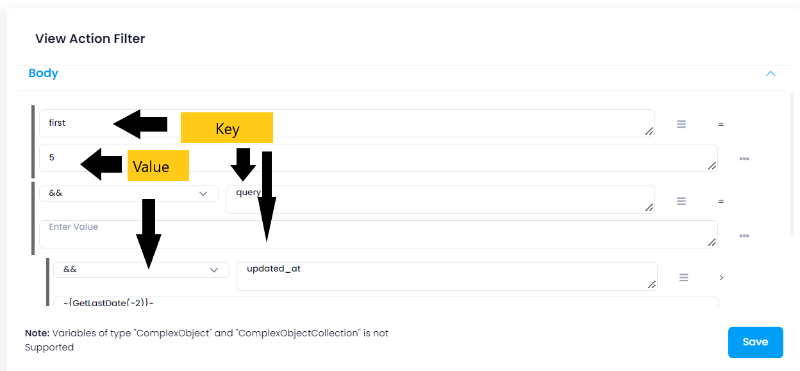 View Action Filter
Body
first
Key
=
5
Value
&&
query
=
Enter Value
&&
updated_at
>
~{GetLastDate(-2)}~
Note: Variables of type "ComplexObject" and "ComplexObjectCollection" is not
Supported
Save